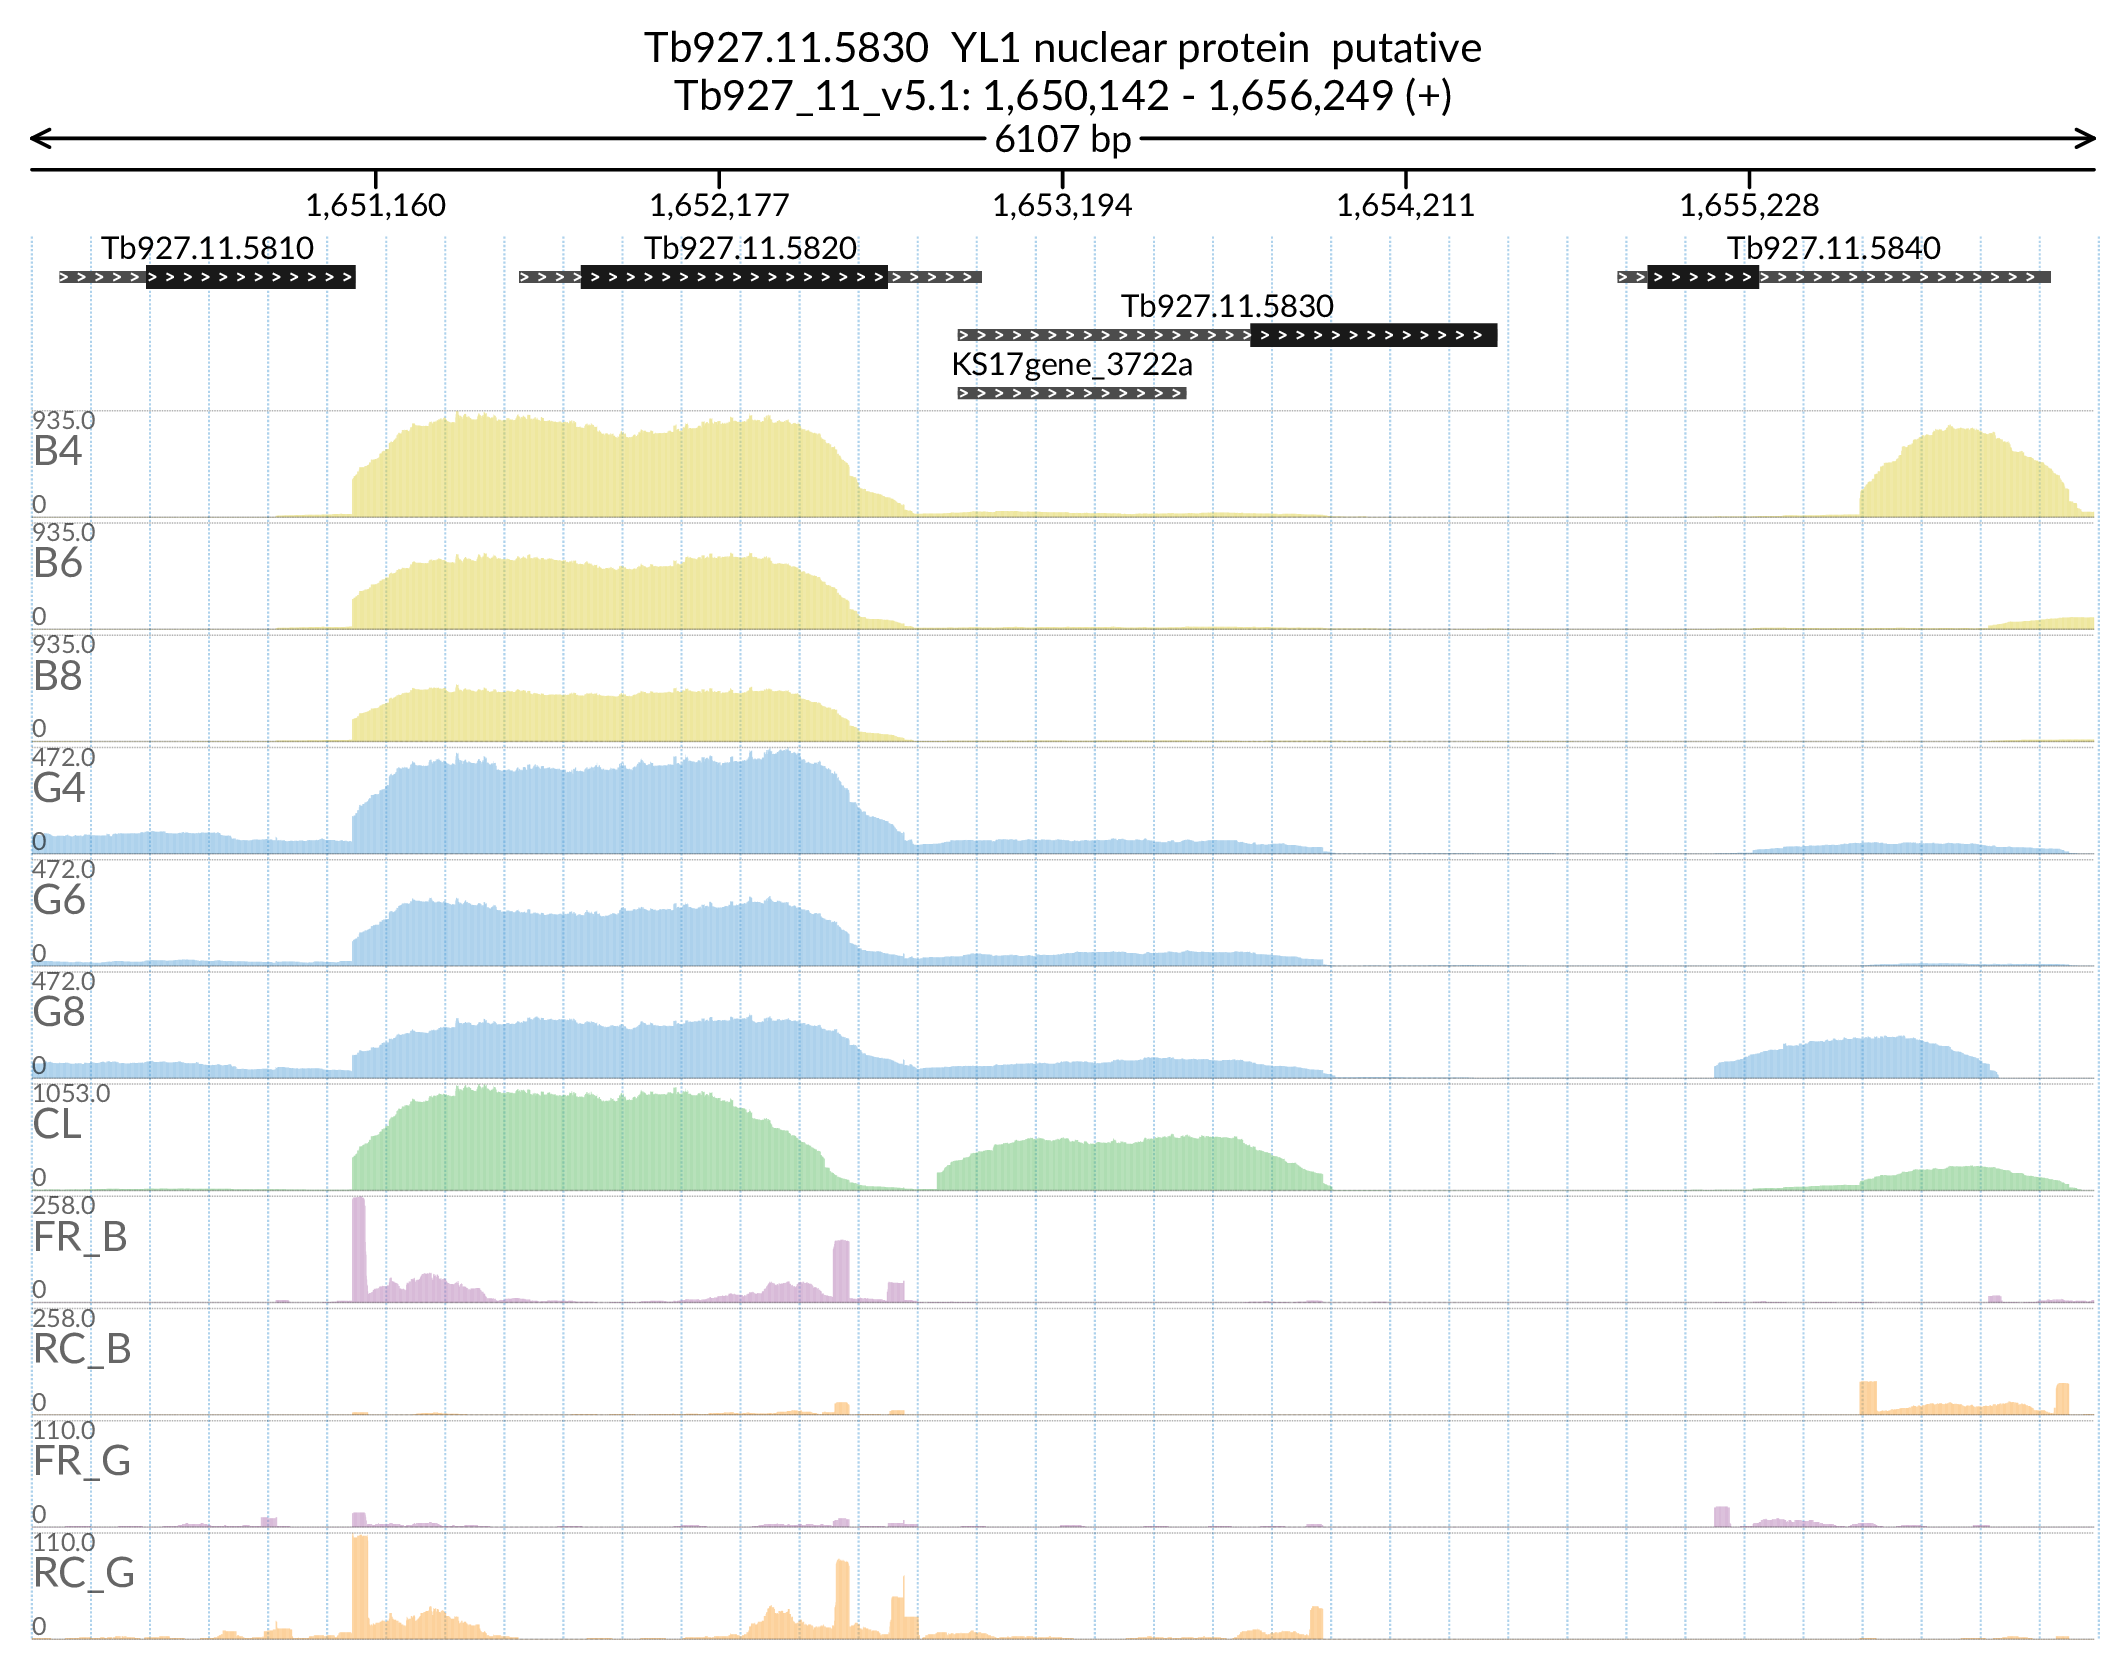 Tb927.11.5830 YL1 nuclear protein putative
Tb927_11_v5.1: 1,650,142 - 1,656,249 (+)
6107 bp
1,651,160 1,652,177 1,653,194 1,654,211 1,655,228
Tb927.11.5810 Tb927.11.5820 Tb927.11.5840
Tb927.11.5830
KS17gene_3722a
935.0
B4
0
935.0
B6
0
935.0
B8
0
472.0
G4
0
472.0
G6
0
472.0
G8
0
1053.0
CL
0
258.0
FR_B
0
258.0
RC_B
0
110.0
FR_G
0
110.0
RC_G
0